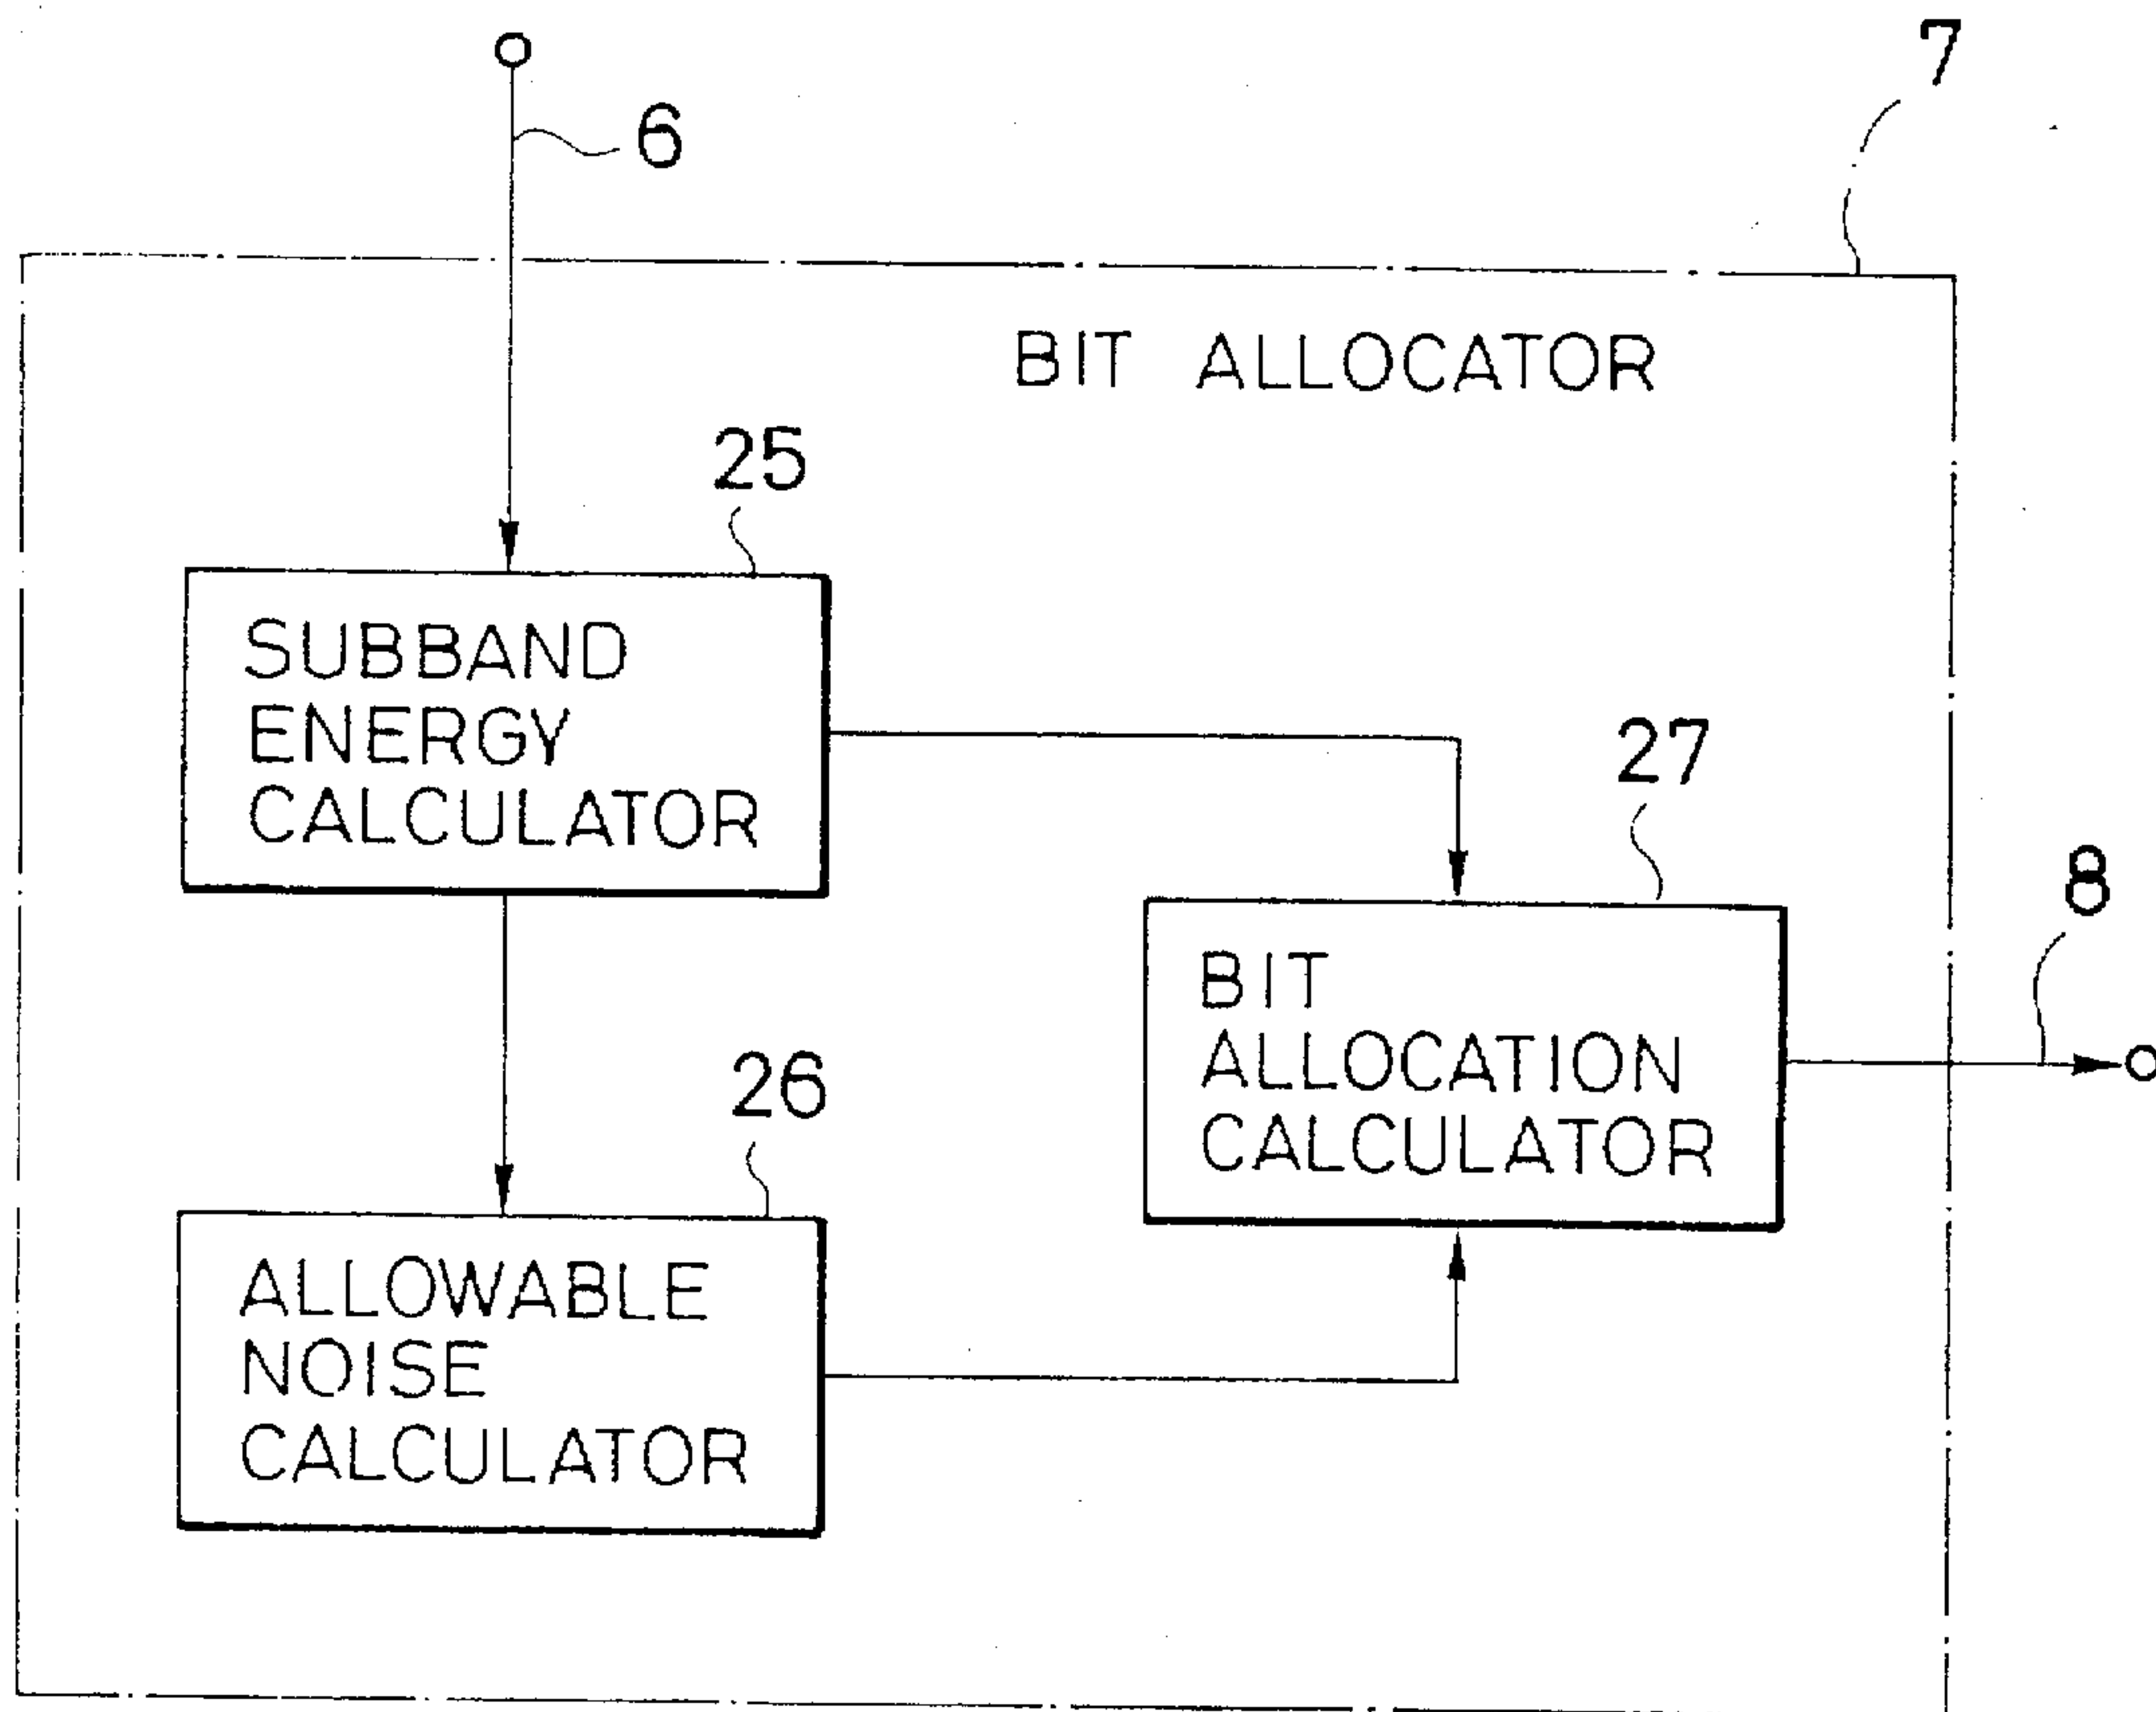 7
6
BIT ALLOCATOR
25
SUBBAND
ENERGY
CALCULATOR
27
8
BIT
ALLOCATION
CALCULATOR
26
ALLOWABLE
NOISE
CALCULATOR